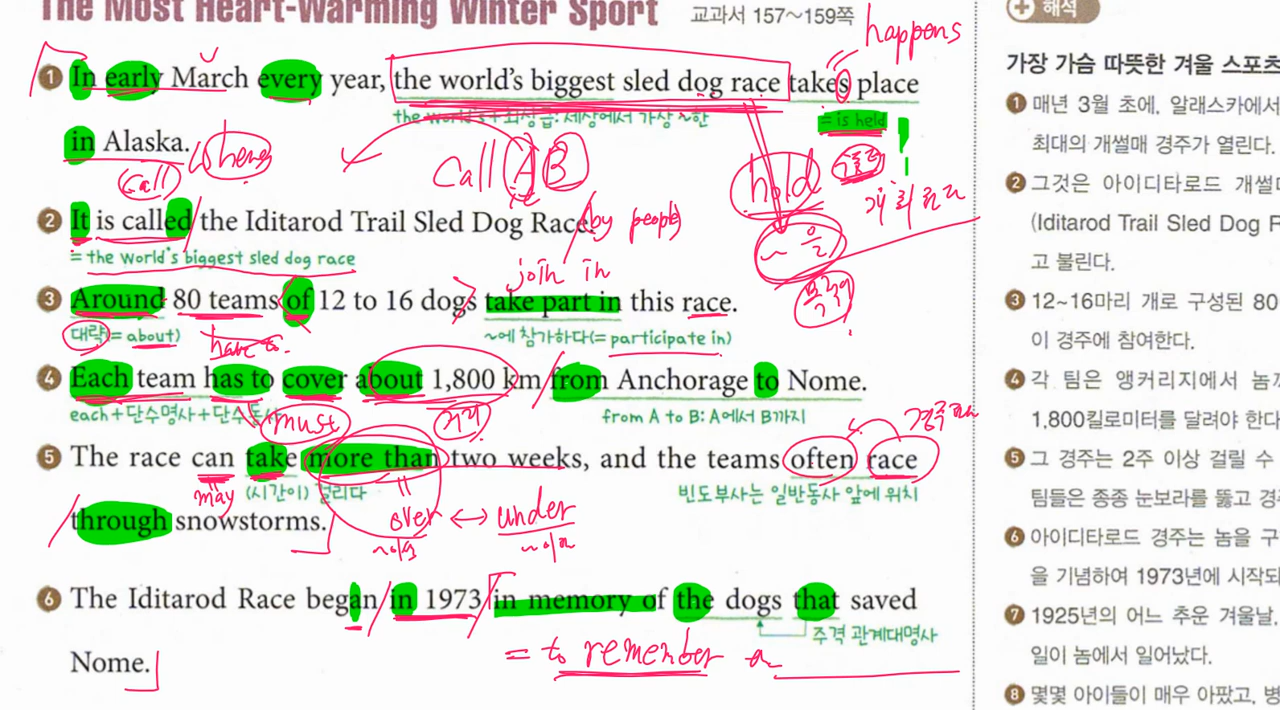 The Most Heart-Warming Winter Sport 교과서 157~159쪽
happens
1 In early March every year, the world's biggest sled dog race takes place
the world's+최상급: 세상에서 가장 ~한
= is held
in Alaska. where
call
call A B
hold
~을
목적어
2 It is called the Iditarod Trail Sled Dog Race. by people
= the world's biggest sled dog race
join in
3 Around 80 teams of 12 to 16 dogs take part in this race.
대략(= about) ~에 참가하다(= participate in)
have to
4 Each team has to cover about 1,800 km from Anchorage to Nome.
each+단수명사+단수동사 must 거리 from A to B: A에서 B까지
5 The race can take more than two weeks, and the teams often race
may (시간이) 걸리다 빈도부사는 일반동사 앞에 위치
through snowstorms.
over ↔ under
6 The Iditarod Race began in 1973 in memory of the dogs that saved
주격 관계대명사
Nome.
= to remember
+ 해석
가장 가슴 따뜻한 겨울 스포츠
1 매년 3월 초에, 알래스카에서
최대의 개썰매 경주가 열린다.
2 그것은 아이디타로드 개썰매
(Iditarod Trail Sled Dog R
고 불린다.
3 12~16마리 개로 구성된 80
이 경주에 참여한다.
4 각 팀은 앵커리지에서 놈까
1,800킬로미터를 달려야 한다
5 그 경주는 2주 이상 걸릴 수
팀들은 종종 눈보라를 뚫고 경
6 아이디타로드 경주는 놈을 구
을 기념하여 1973년에 시작되
7 1925년의 어느 추운 겨울날,
일이 놈에서 일어났다.
8 몇몇 아이들이 매우 아팠고, 병